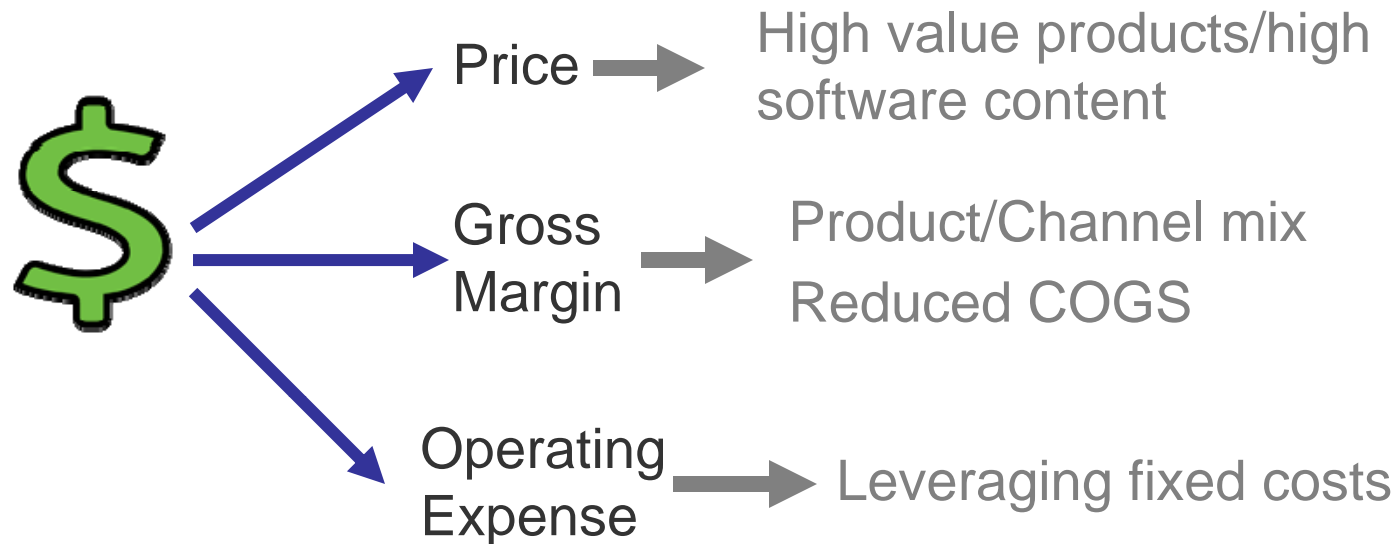 Price
High value products/high
software content
Gross
Margin
Product/Channel mix
Reduced COGS
Operating
Expense
Leveraging fixed costs